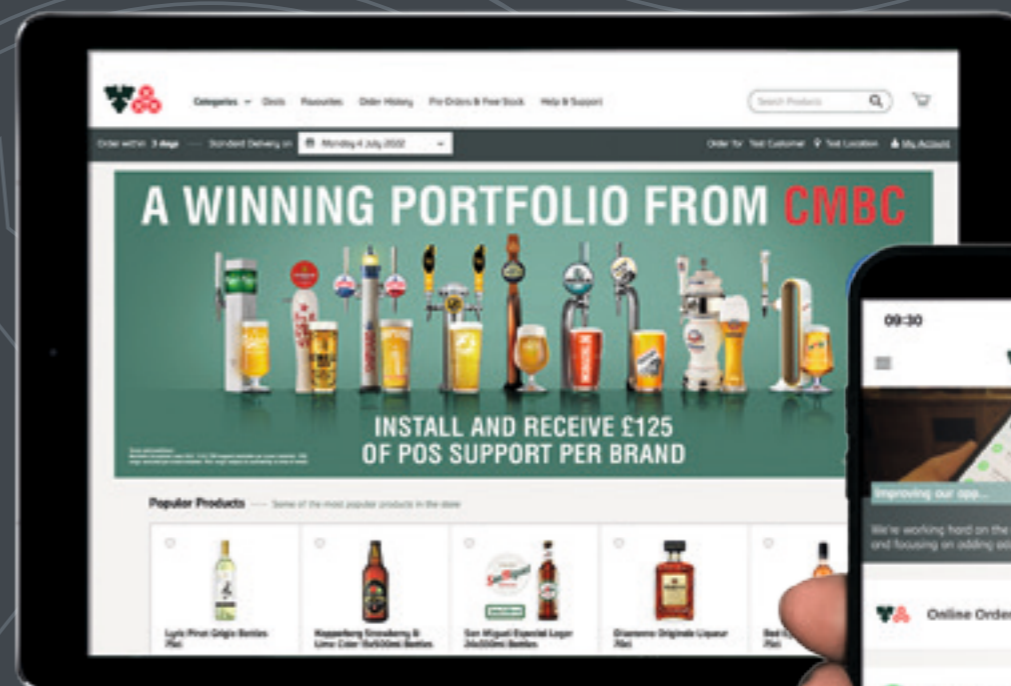 Categories Deals Favourites Order History Pre-Orders & Free Stock Help & Support Search Products
Order within 3 days Standard Delivery on Monday 4 July 2022 Order for Test Customer Test Location My Account
A WINNING PORTFOLIO FROM CMBC
INSTALL AND RECEIVE £125
OF POS SUPPORT PER BRAND
Popular Products Some of the most popular products in the store
Lyric Pinot Grigio Bottles
75cl
Kopparberg Strawberry &
Lime Cider 15x500ml Bottles
San Miguel Especial Lager
24x330ml Bottles
Disaronno Originale Liqueur
70cl
75cl
09:30
Improving our app...
We're working hard on the
and focusing on adding
Online Order